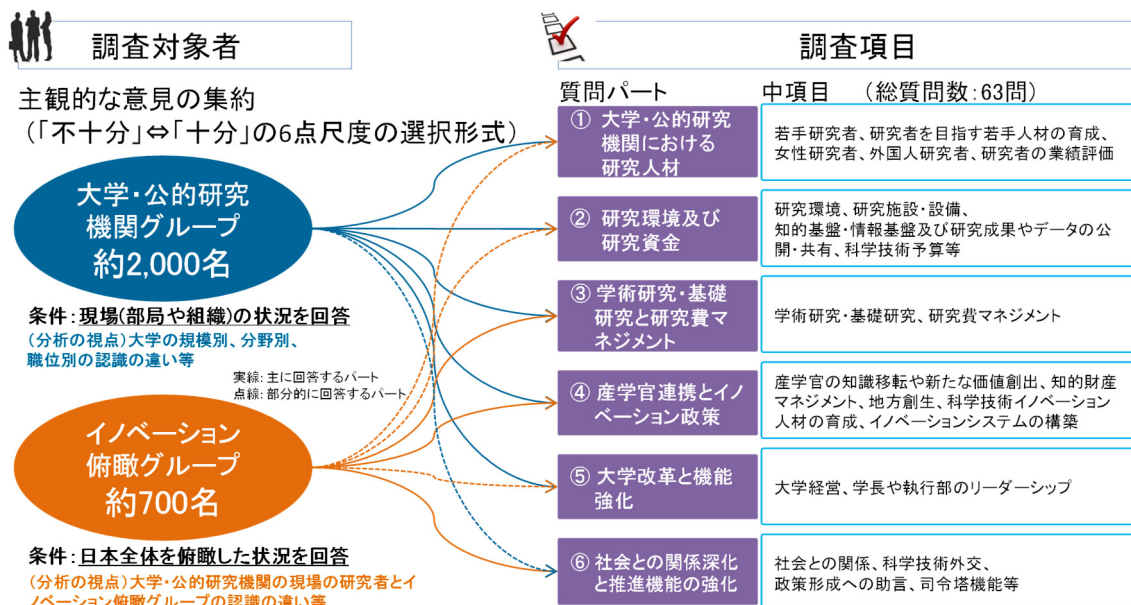 調査対象者
主観的な意見の集約
(「不十分」⇔「十分」の6点尺度の選択形式)
大学・公的研究
機関グループ
約2,000名
条件:現場(部局や組織)の状況を回答
(分析の視点)大学の規模別、分野別、
職位別の認識の違い等
実線:主に回答するパート
点線:部分的に回答するパート
イノベーション
俯瞰グループ
約700名
条件:日本全体を俯瞰した状況を回答
(分析の視点)大学・公的研究機関の現場の研究者とイ
ノベーション俯瞰グループの認識の違い等
調査項目
質問パート
中項目 (総質問数:63問)
① 大学・公的研究
機関における
研究人材
若手研究者、研究者を目指す若手人材の育成、
女性研究者、外国人研究者、研究者の業績評価
② 研究環境及び
研究資金
研究環境、研究施設・設備、
知的基盤・情報基盤及び研究成果やデータの公
開・共有、科学技術予算等
③ 学術研究・基礎
研究と研究費マ
ネジメント
学術研究・基礎研究、研究費マネジメント
④ 産学官連携とイノ
ベーション政策
産学官の知識移転や新たな価値創出、知的財産
マネジメント、地方創生、科学技術イノベーション
人材の育成、イノベーションシステムの構築
⑤ 大学改革と機能
強化
大学経営、学長や執行部のリーダーシップ
⑥ 社会との関係深化
と推進機能の強化
社会との関係、科学技術外交、
政策形成への助言、司令塔機能等